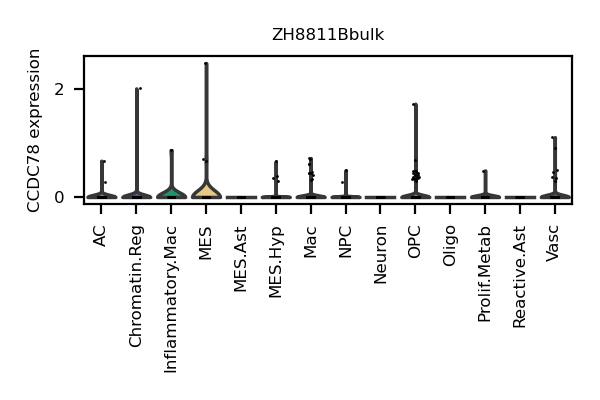 ZH8811Bbulk
CCDC78 expression
2
0
AC
Chromatin.Reg
Inflammatory.Mac
MES
MES.Ast
MES.Hyp
Mac
NPC
Neuron
OPC
Oligo
Prolif.Metab
Reactive.Ast
Vasc